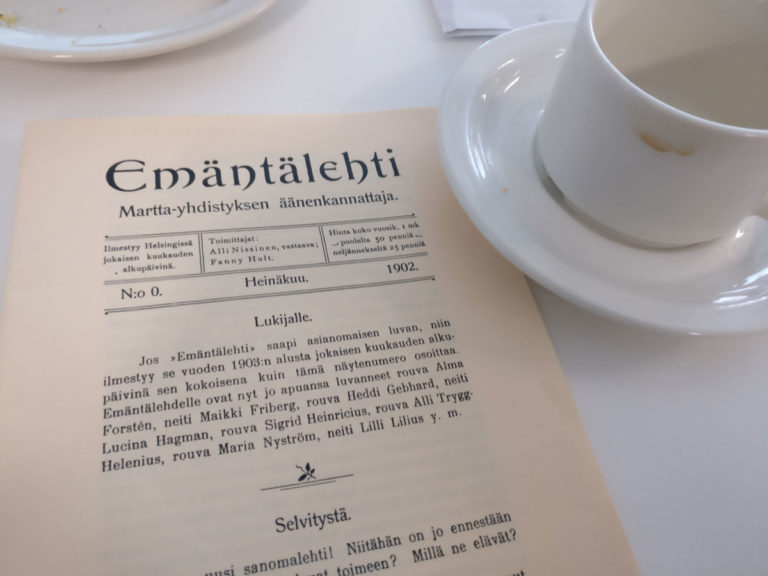 Emäntälehti
Martta-yhdistyksen äänenkannattaja.
Ilmestyy Helsingissä
jokaisen kuukauden
alkupäivinä.
Toimittajat:
Alli Nissinen, vastaava;
Fanny Hult.
Hinta koko vuosik. 1 mk
puolelta 50 penniä
neljännekseltä 25 penniä
N:o 0. Heinäkuu. 1902.
Lukijalle.
Jos »Emäntälehti» saapi asianomaisen luvan, niin
ilmestyy se vuoden 1903:n alusta jokaisen kuukauden alku-
päivinä sen kokoisena kuin tämä näytenumero osoittaa.
Emäntälehdelle ovat nyt jo apuansa luvanneet rouva Alma
Forstén, neiti Maikki Friberg, rouva Heddi Gebhard, neiti
Lucina Hagman, rouva Sigrid Heinricius, rouva Alli Trygg-
Helenius, rouva Maria Nyström, neiti Lilli Lilius y. m.
Selvitystä.
uusi sanomalehti! Niitähän on jo ennestään
toimeen? Millä ne elävät?